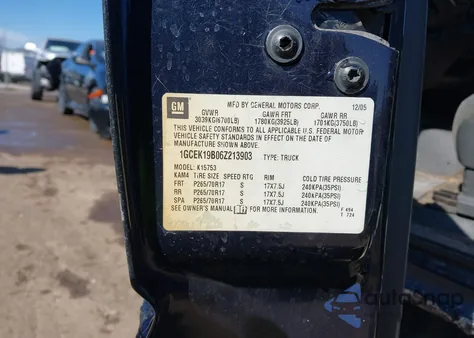 GM
MFD BY GENERAL MOTORS CORP. 12/05
GVWR GAWR FRT GAWR RR
3039KG(6700LB) 1780KG(3925LB) 1701KG(3750LB)
THIS VEHICLE CONFORMS TO ALL APPLICABLE U.S. FEDERAL MOTOR
VEHICLE SAFETY STANDARDS IN EFFECT ON THE DATE OF
MANUFACTURE SHOWN ABOVE.
1GCEK19B06Z213903 TYPE: TRUCK
MODEL: K15753
KAM4 TIRE SIZE SPEED RTG RIM COLD TIRE PRESSURE
FRT P265/70R17 S 17X7.5J 240KPA(35PSI)
RR P265/70R17 S 17X7.5J 240KPA(35PSI)
SPA P265/70R17 S 17X7.5J 240KPA(35PSI)
SEE OWNER'S MANUAL FOR MORE INFORMATION.
autosnap